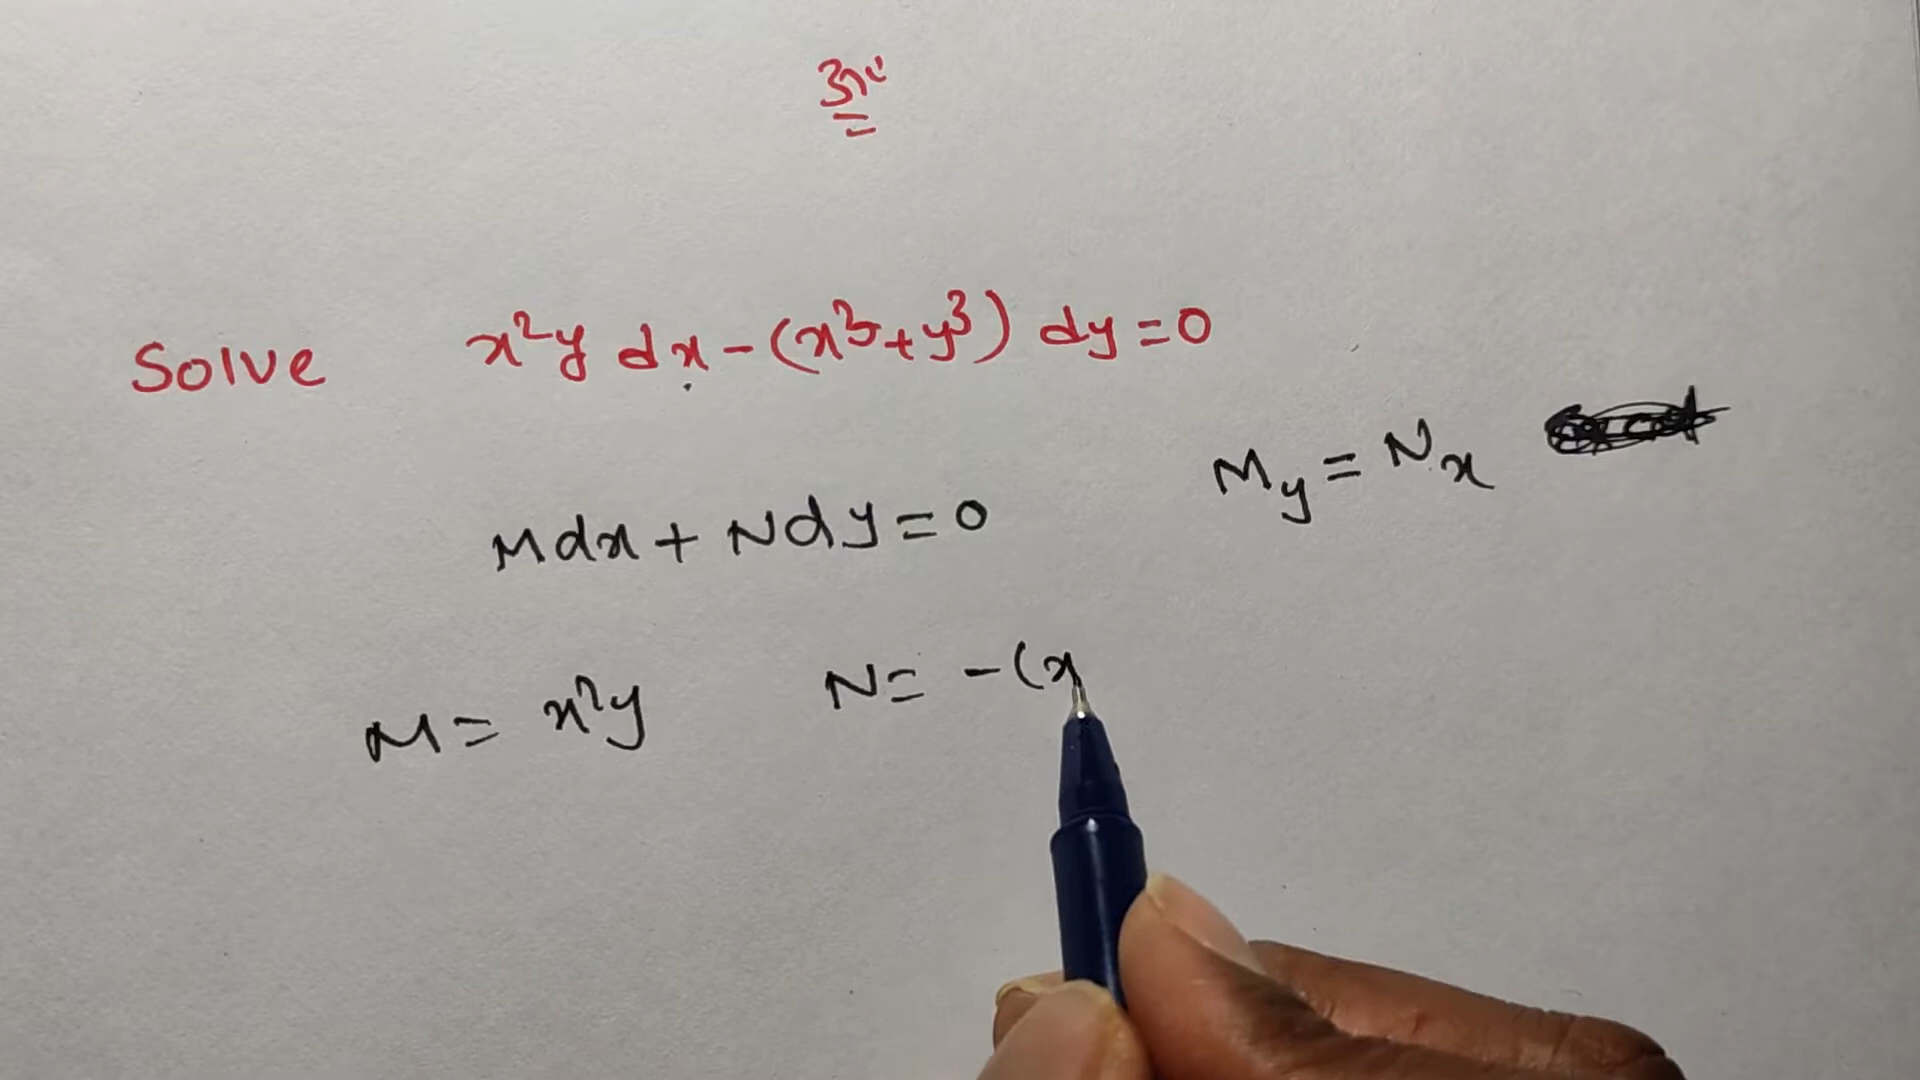 Solve x²y dx - (x³ + y³) dy = 0
My = Nx
Mdx + Ndy = 0
M = x²y N = -(x